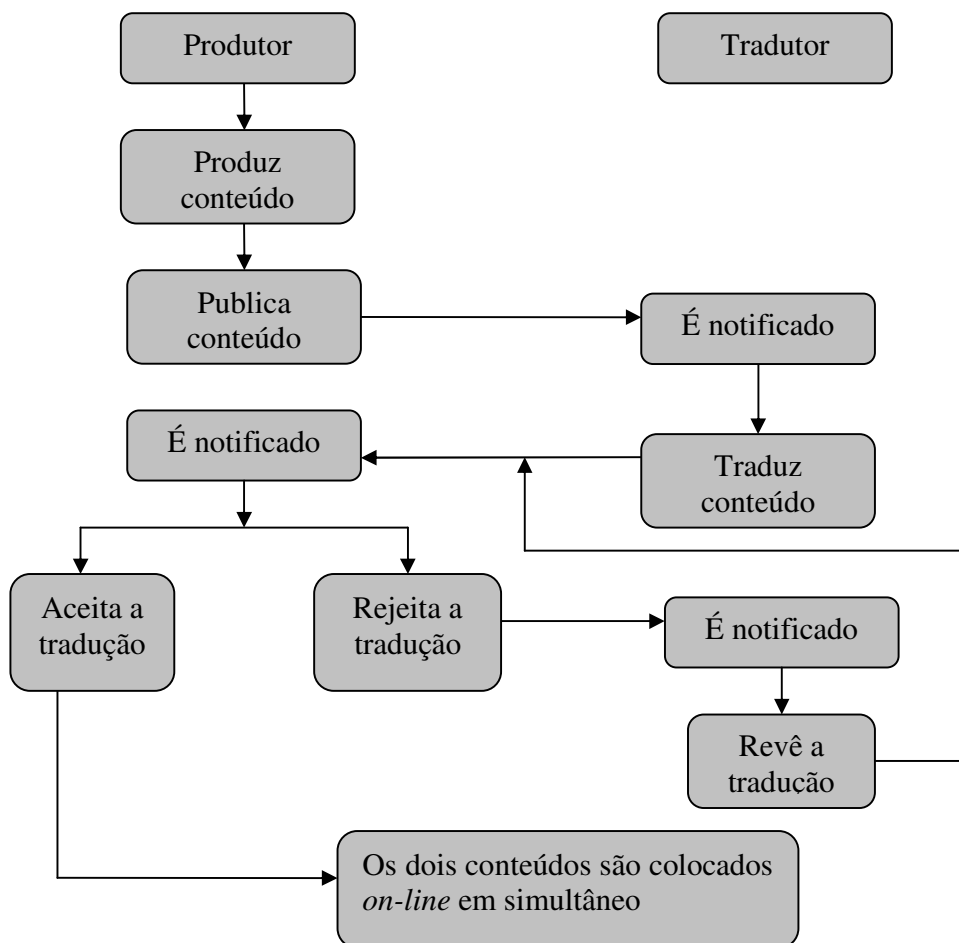 Produtor
Tradutor
Produz
conteúdo
Publica
conteúdo
É notificado
É notificado
Traduz
conteúdo
Aceita a
tradução
Rejeita a
tradução
É notificado
Revê a
tradução
Os dois conteúdos são colocados
on-line em simultâneo